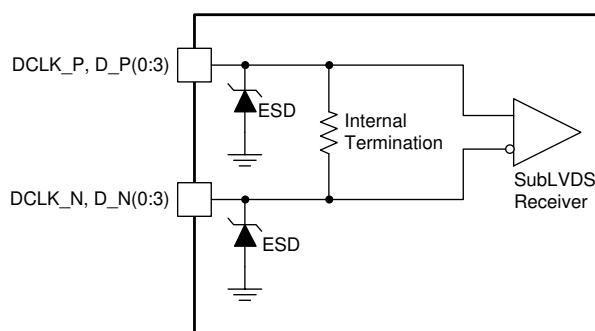 DCLK_P, D_P(0:3)
ESD
Internal
Termination
SubLVDS
Receiver
DCLK_N, D_N(0:3)
ESD